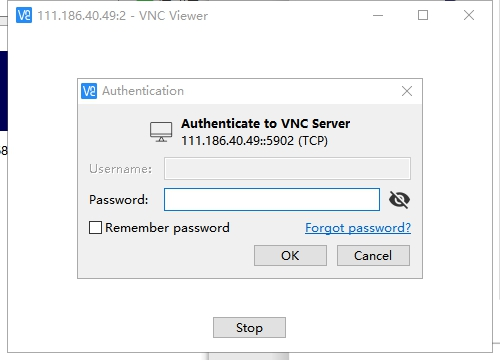 111.186.40.49:2 - VNC Viewer
Authentication
Authenticate to VNC Server
111.186.40.49::5902 (TCP)
Username:
Password:
Remember password
Forgot password?
OK
Cancel
Stop